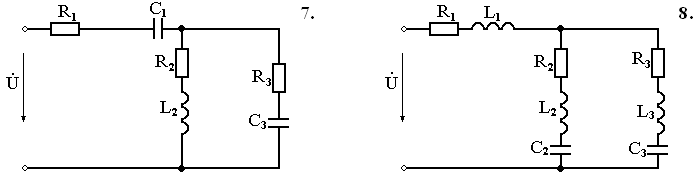 R₁ C₁ 7. R₁ L₁ 8.
R₂ R₃ R₂ R₃
U̇ U̇
L₂ C₃ L₂ L₃
C₂ C₃